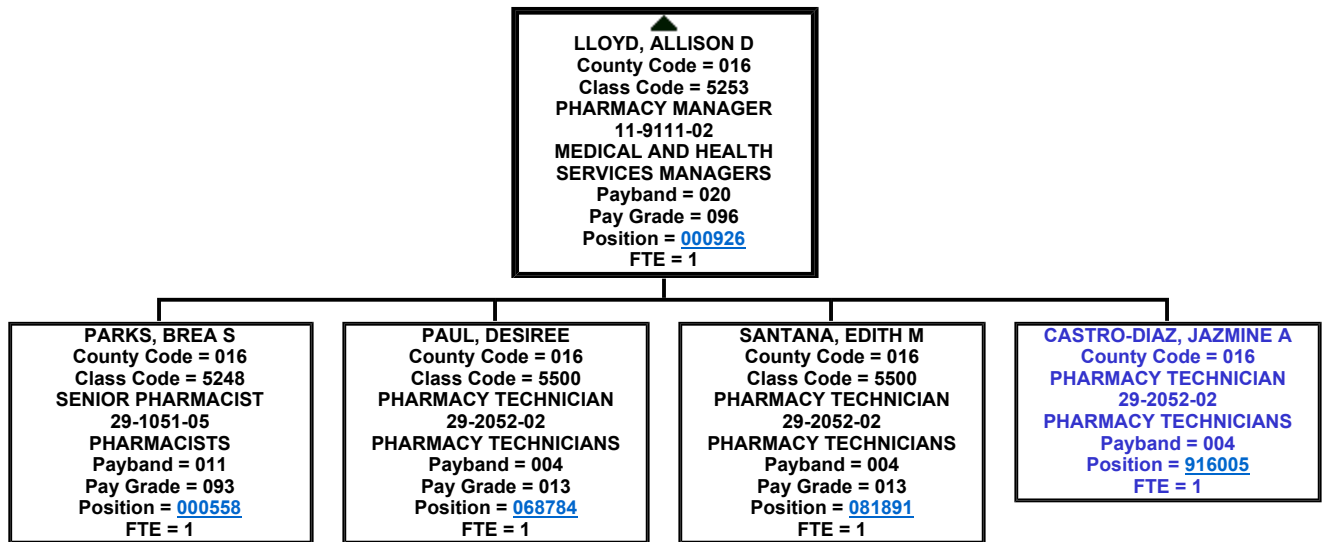 LLOYD, ALLISON D
County Code = 016
Class Code = 5253
PHARMACY MANAGER
11-9111-02
MEDICAL AND HEALTH
SERVICES MANAGERS
Payband = 020
Pay Grade = 096
Position = 000926
FTE = 1
PARKS, BREA S
County Code = 016
Class Code = 5248
SENIOR PHARMACIST
29-1051-05
PHARMACISTS
Payband = 011
Pay Grade = 093
Position = 000558
FTE = 1
PAUL, DESIREE
County Code = 016
Class Code = 5500
PHARMACY TECHNICIAN
29-2052-02
PHARMACY TECHNICIANS
Payband = 004
Pay Grade = 013
Position = 068784
FTE = 1
SANTANA, EDITH M
County Code = 016
Class Code = 5500
PHARMACY TECHNICIAN
29-2052-02
PHARMACY TECHNICIANS
Payband = 004
Pay Grade = 013
Position = 081891
FTE = 1
CASTRO-DIAZ, JAZMINE A
County Code = 016
PHARMACY TECHNICIAN
29-2052-02
PHARMACY TECHNICIANS
Payband = 004
Position = 916005
FTE = 1